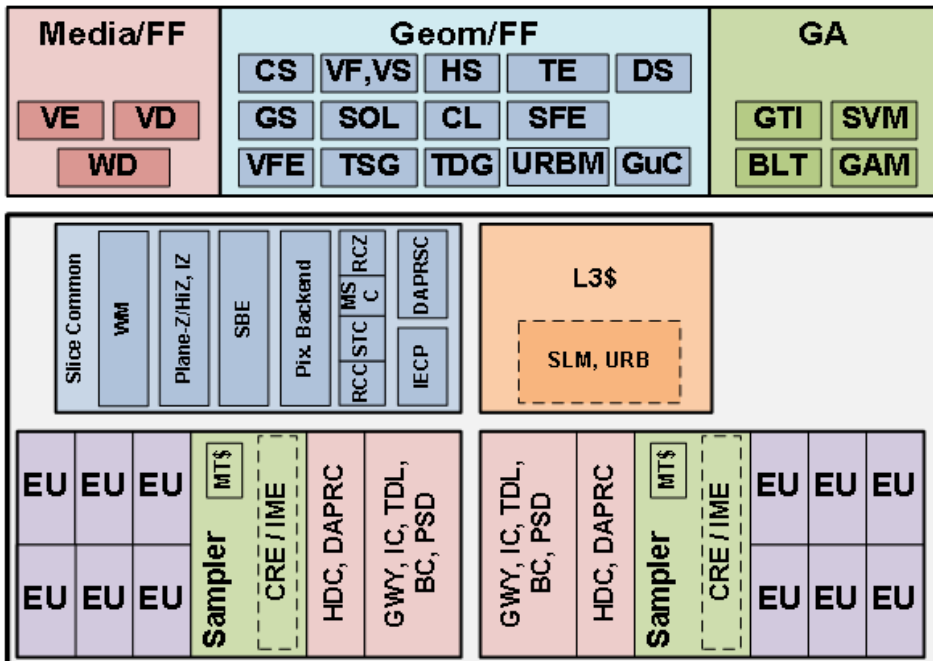 Media/FF
VE
VD
WD
Geom/FF
CS
VF,VS
HS
TE
DS
GS
SOL
CL
SFE
VFE
TSG
TDG
URBM
GuC
GA
GTI
SVM
BLT
GAM
Slice Common
WM
Plane-Z/HiZ, IZ
SBE
Pix. Backend
RCC
STC
MS
C
RCZ
IECP
DAPRSC
L3$
SLM, URB
EU
EU
EU
EU
EU
EU
Sampler
MT$
CRE / IME
HDC, DAPRC
GWY, IC, TDL,
BC, PSD
GWY, IC, TDL,
BC, PSD
HDC, DAPRC
Sampler
MT$
CRE / IME
EU
EU
EU
EU
EU
EU